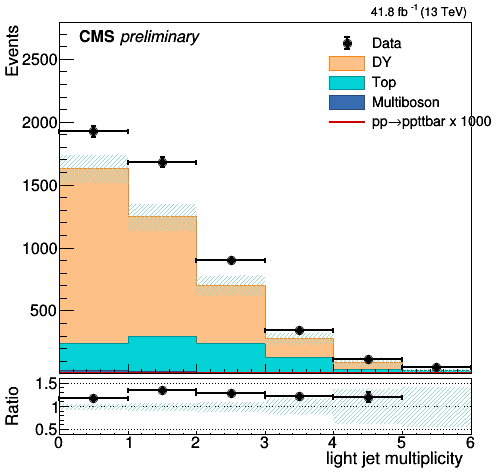 41.8 fb⁻¹ (13 TeV)
CMS preliminary
Events
2500
2000
1500
1000
500
Data
DY
Top
Multiboson
pp→ppttbar x 1000
Ratio
1.5
1
0.5
0 1 2 3 4 5 6
light jet multiplicity